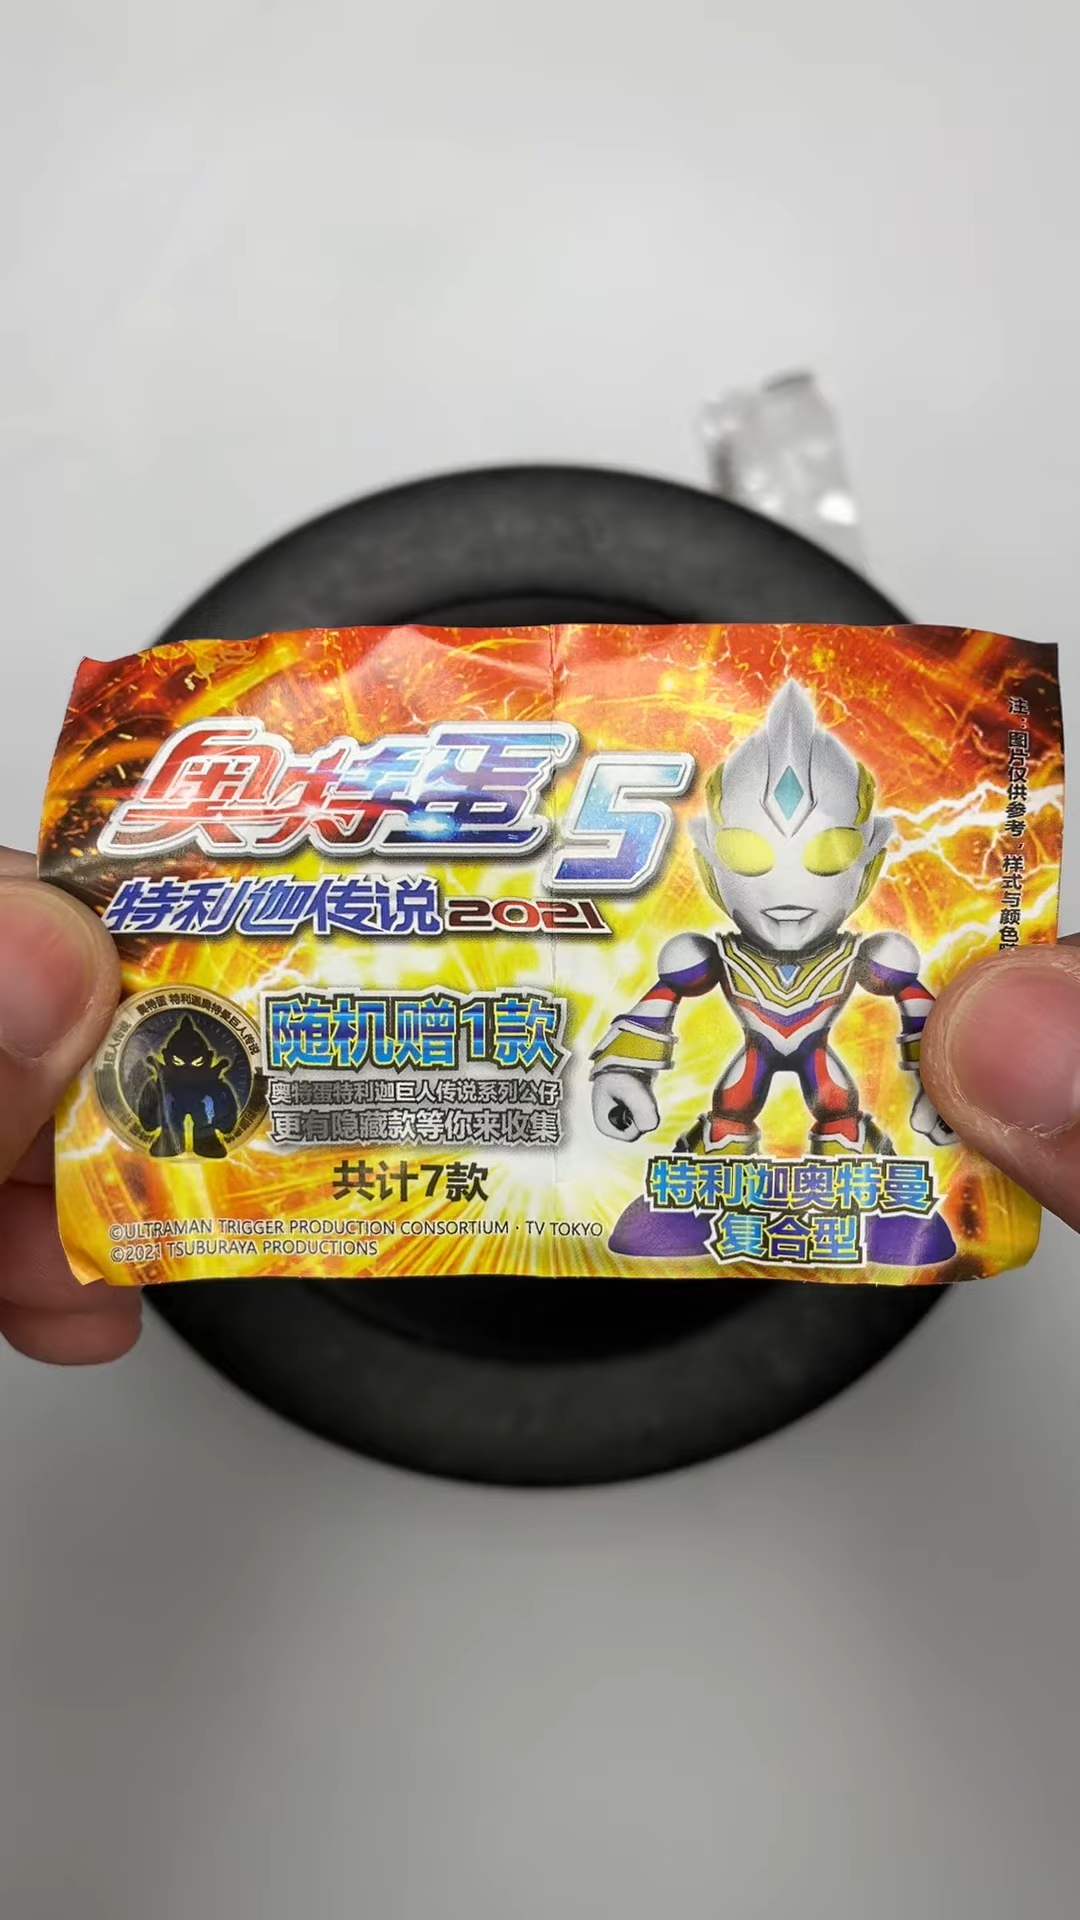 奥特蛋5
特利迦传说2021
随机赠1款
奥特蛋特利迦巨人传说系列公仔
更有隐藏款等你来收集
共计7款
©ULTRAMAN TRIGGER PRODUCTION CONSORTIUM · TV TOKYO
©2021 TSUBURAYA PRODUCTIONS
特利迦奥特曼
复合型
注：图片仅供参考，样式与颜色